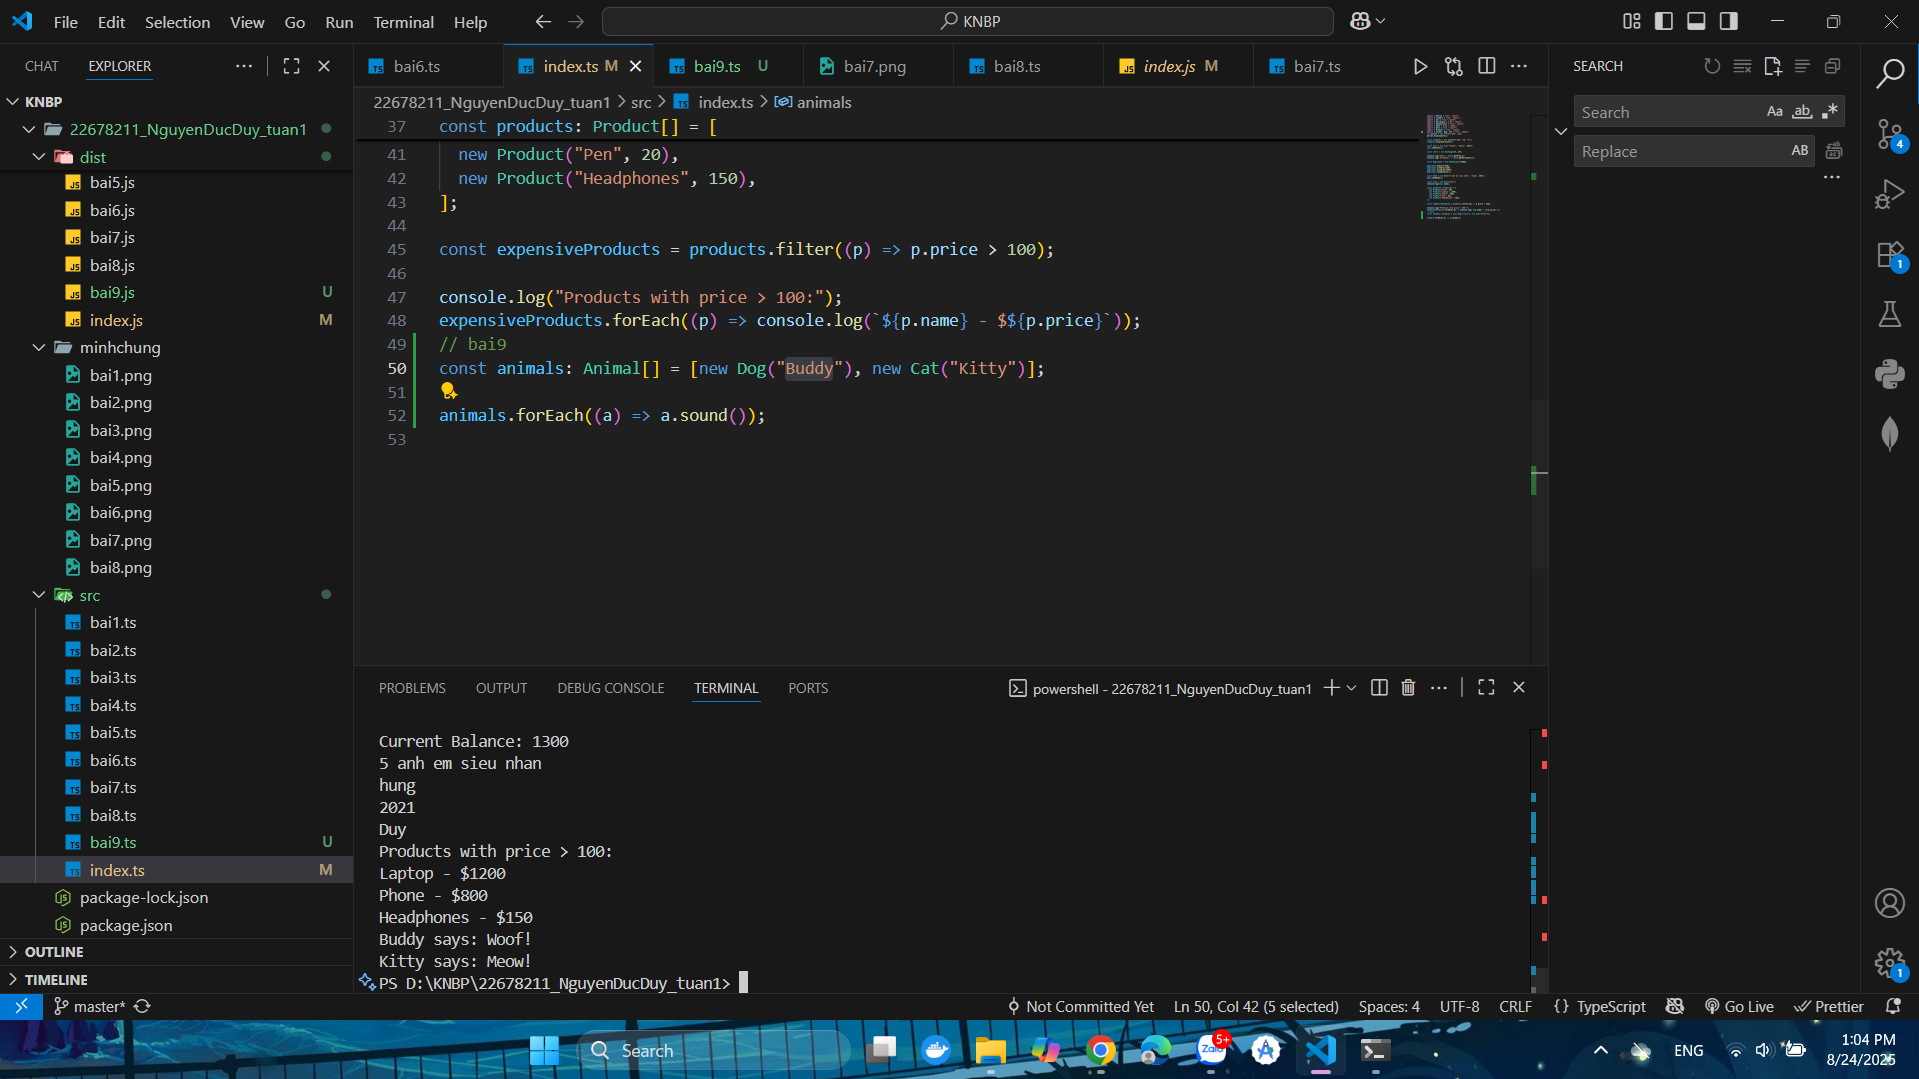 File Edit Selection View Go Run Terminal Help
KNBP
CHAT EXPLORER
bai6.ts
index.ts M
bai9.ts U
bai7.png
bai8.ts
index.js M
bai7.ts
SEARCH
KNBP
22678211_NguyenDucDuy_tuan1
dist
bai5.js
bai6.js
bai7.js
bai8.js
bai9.js U
index.js M
minhchung
bai1.png
bai2.png
bai3.png
bai4.png
bai5.png
bai6.png
bai7.png
bai8.png
src
bai1.ts
bai2.ts
bai3.ts
bai4.ts
bai5.ts
bai6.ts
bai7.ts
bai8.ts
bai9.ts U
index.ts M
package-lock.json
package.json
OUTLINE
TIMELINE
22678211_NguyenDucDuy_tuan1 > src > index.ts > animals
37 const products: Product[] = [
41 new Product("Pen", 20),
42 new Product("Headphones", 150),
43 ];
44
45 const expensiveProducts = products.filter((p) => p.price > 100);
46
47 console.log("Products with price > 100:");
48 expensiveProducts.forEach((p) => console.log(`${p.name} - $${p.price}`));
49 // bai9
50 const animals: Animal[] = [new Dog("Buddy"), new Cat("Kitty")];
51
52 animals.forEach((a) => a.sound());
53
PROBLEMS OUTPUT DEBUG CONSOLE TERMINAL PORTS
powershell - 22678211_NguyenDucDuy_tuan1
Current Balance: 1300
5 anh em sieu nhan
hung
2021
Duy
Products with price > 100:
Laptop - $1200
Phone - $800
Headphones - $150
Buddy says: Woof!
Kitty says: Meow!
PS D:\KNBP\22678211_NguyenDucDuy_tuan1>
Search
Aa ab
Replace
AB
4
1
1
master*
Not Committed Yet
Ln 50, Col 42 (5 selected)
Spaces: 4
UTF-8
CRLF
{} TypeScript
Go Live
Prettier
Search
Zalo
5+
ENG
1:04 PM
8/24/2025